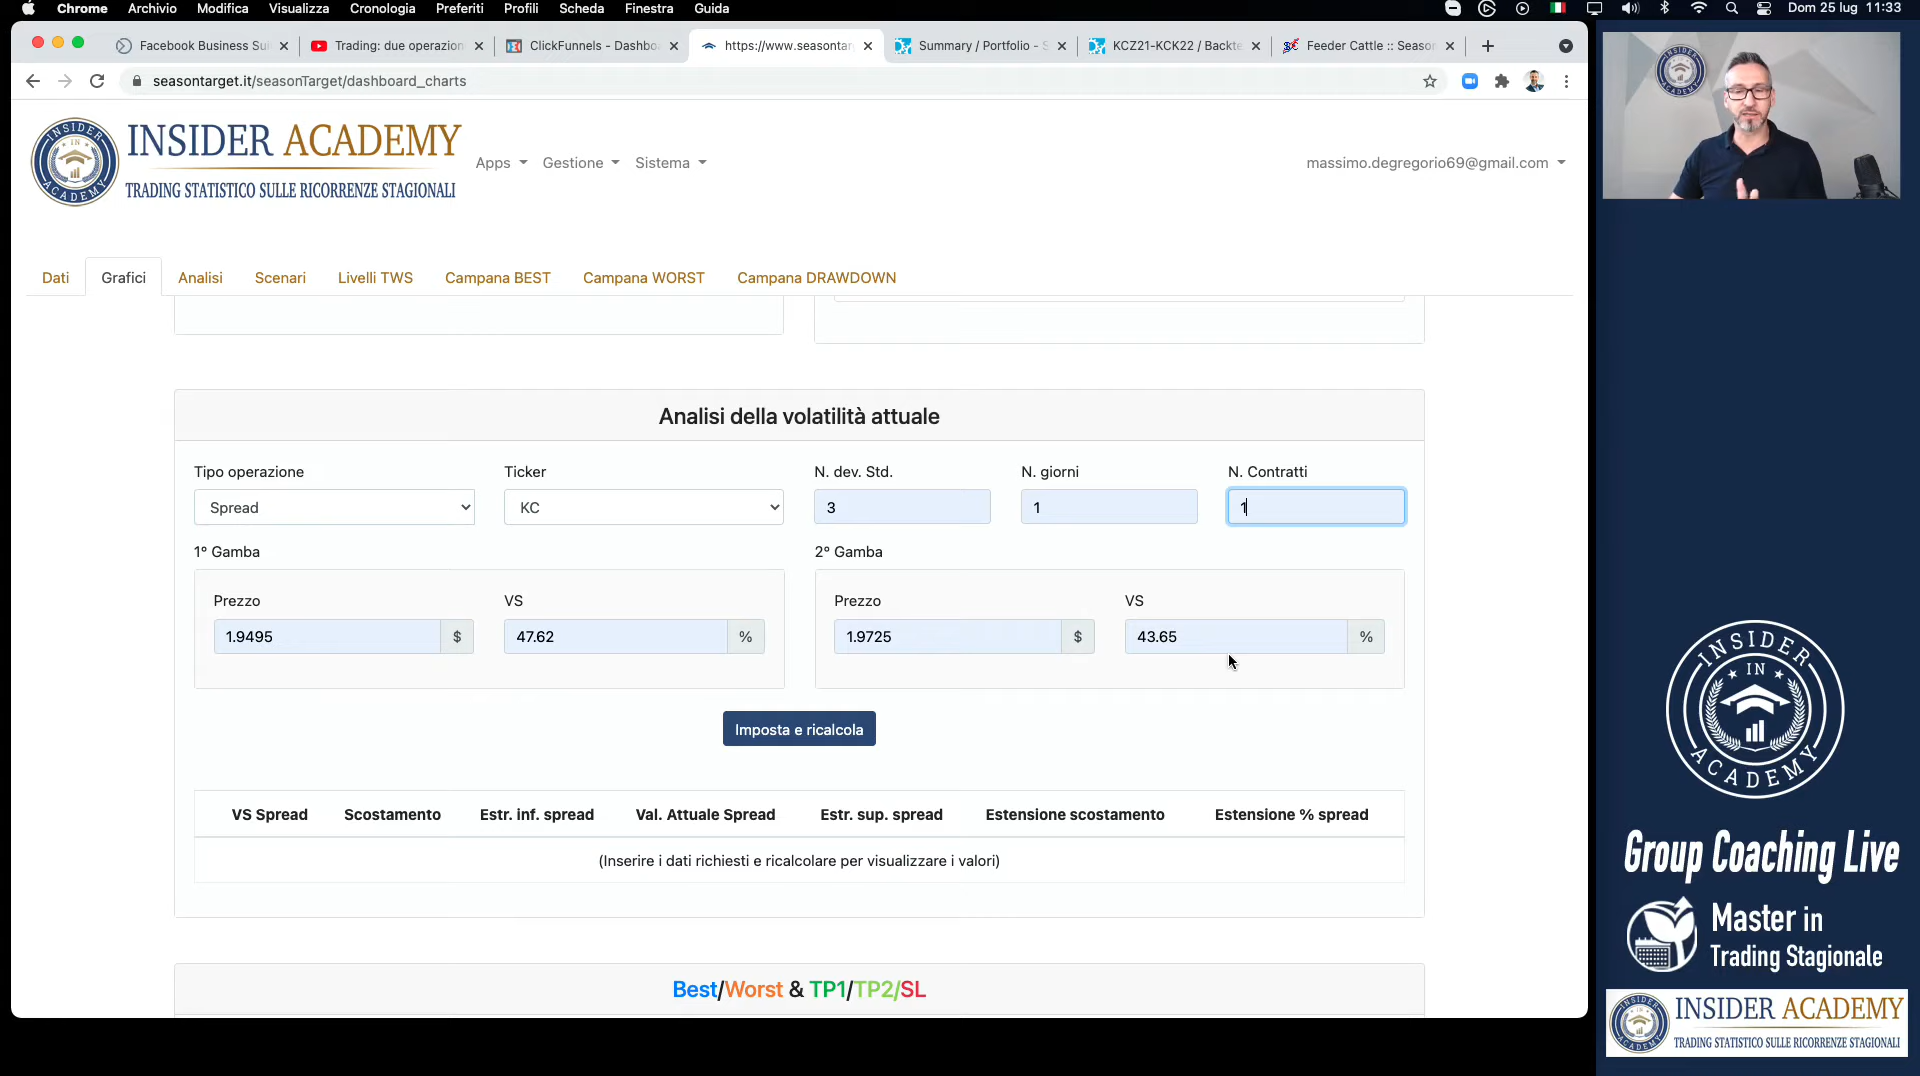 Chrome Archivio Modifica Visualizza Cronologia Preferiti Profili Scheda Finestra Guida Dom 25 lug 11:33
Facebook Business Sui Trading: due operazion ClickFunnels - Dashbo https://www.seasontar Summary / Portfolio - S KCZ21-KCK22 / Backte Feeder Cattle :: Season
seasontarget.it/seasonTarget/dashboard_charts
INSIDER ACADEMY
TRADING STATISTICO SULLE RICORRENZE STAGIONALI
Apps Gestione Sistema massimo.degregorio69@gmail.com
Dati Grafici Analisi Scenari Livelli TWS Campana BEST Campana WORST Campana DRAWDOWN
Analisi della volatilità attuale
Tipo operazione Ticker N. dev. Std. N. giorni N. Contratti
Spread KC 3 1 1
1° Gamba 2° Gamba
Prezzo VS Prezzo VS
1.9495 $ 47.62 % 1.9725 $ 43.65 %
Imposta e ricalcola
VS Spread Scostamento Estr. inf. spread Val. Attuale Spread Estr. sup. spread Estensione scostamento Estensione % spread
(Inserire i dati richiesti e ricalcolare per visualizzare i valori)
Best/Worst & TP1/TP2/SL
INSIDER
IN
ACADEMY
Group Coaching Live
Master in
Trading Stagionale
INSIDER ACADEMY
TRADING STATISTICO SULLE RICORRENZE STAGIONALI